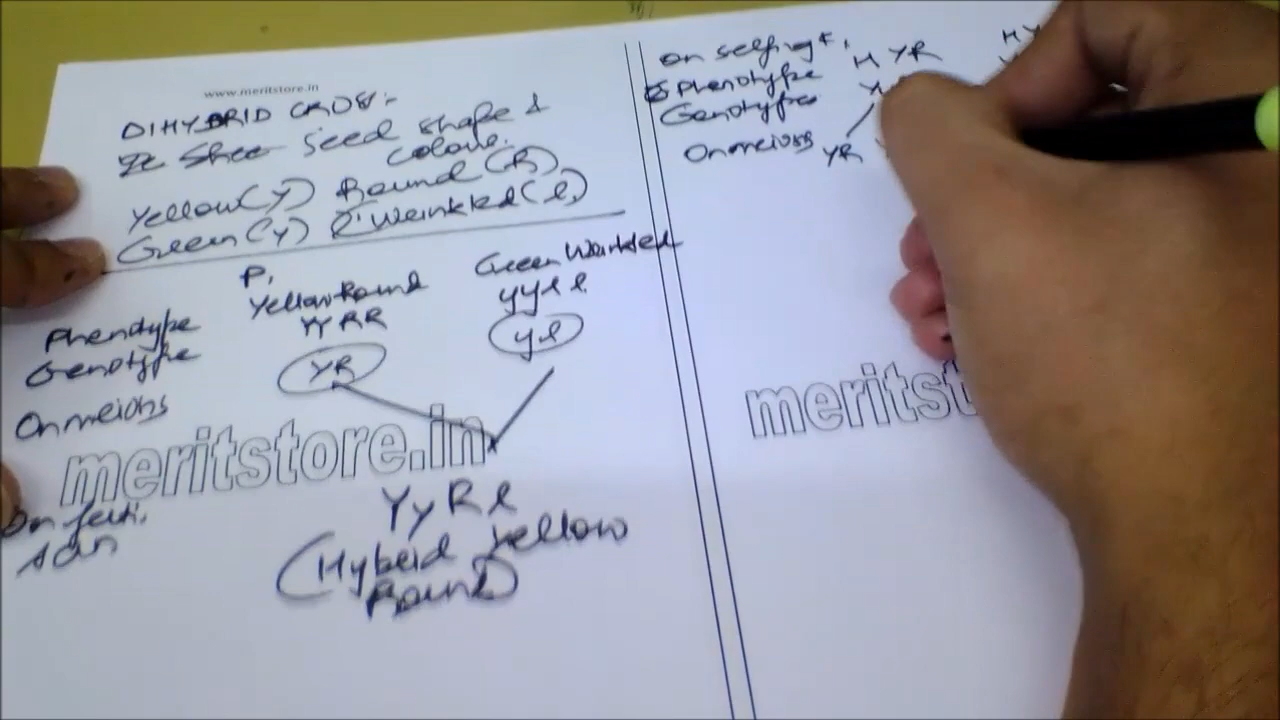 www.meritstore.in
DIHYBRID CROSS:-
Seed shape &
colour.
Yellow (Y) Round (R)
Green (y) Wrinkled (r)
P,
Yellow Round
Green Wrinkled
Phenotype
YYRR
yyrr
Genotype
YR
yr
On meiosis
meritstore.in
YyRr
On ferti.
(Hybrid yellow
Round)
On selfing F,
H YR
HY
Phenotype
Genotype
On meiosis YR
meritst